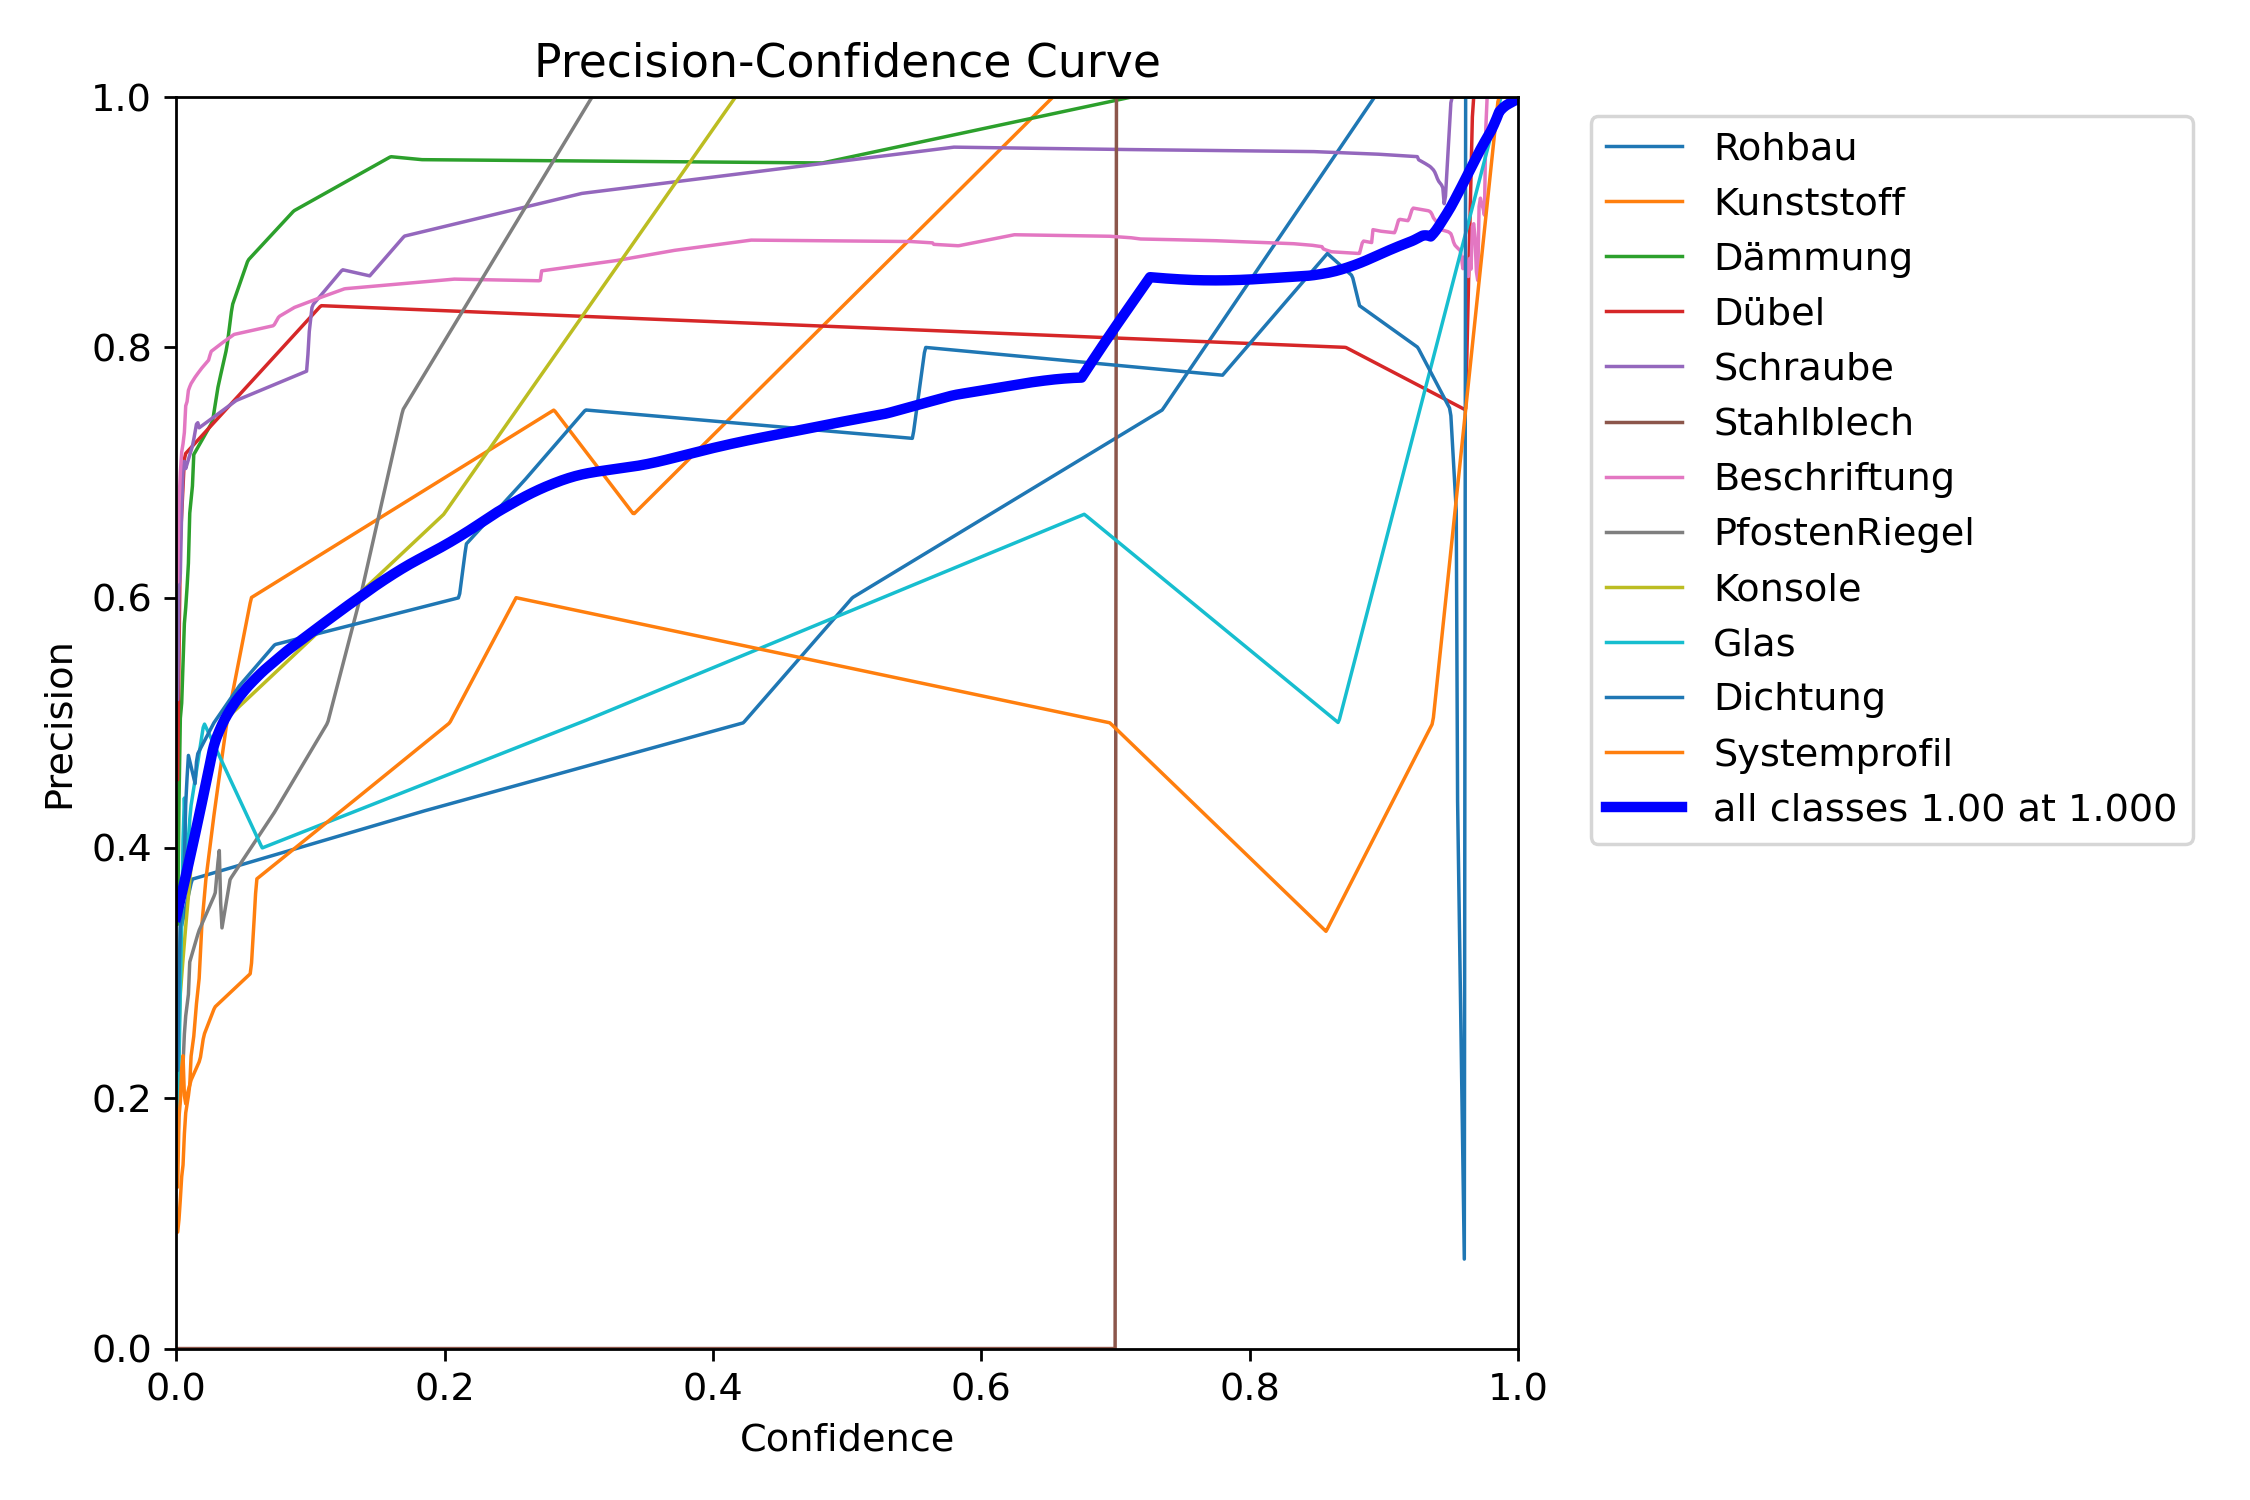 Precision-Confidence Curve
1.0
0.8
0.6
0.4
0.2
0.0
Precision
0.0 0.2 0.4 0.6 0.8 1.0
Confidence
Rohbau
Kunststoff
Dämmung
Dübel
Schraube
Stahlblech
Beschriftung
PfostenRiegel
Konsole
Glas
Dichtung
Systemprofil
all classes 1.00 at 1.000